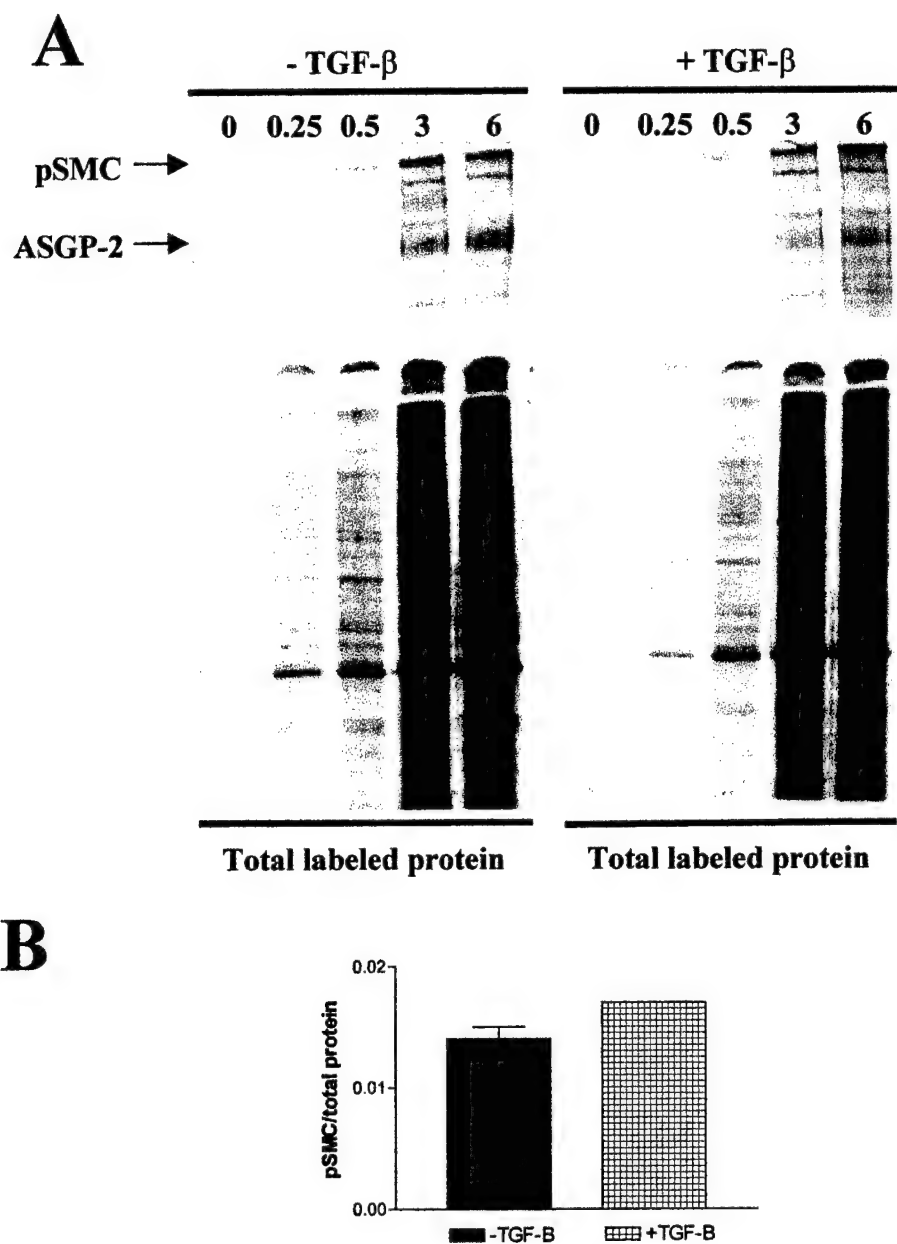 A
- TGF-β
+ TGF-β
0 0.25 0.5 3 6
0 0.25 0.5 3 6
pSMC
ASGP-2
Total labeled protein
Total labeled protein
B
pSMC/total protein
0.02
0.01
0.00
-TGF-B
+TGF-B